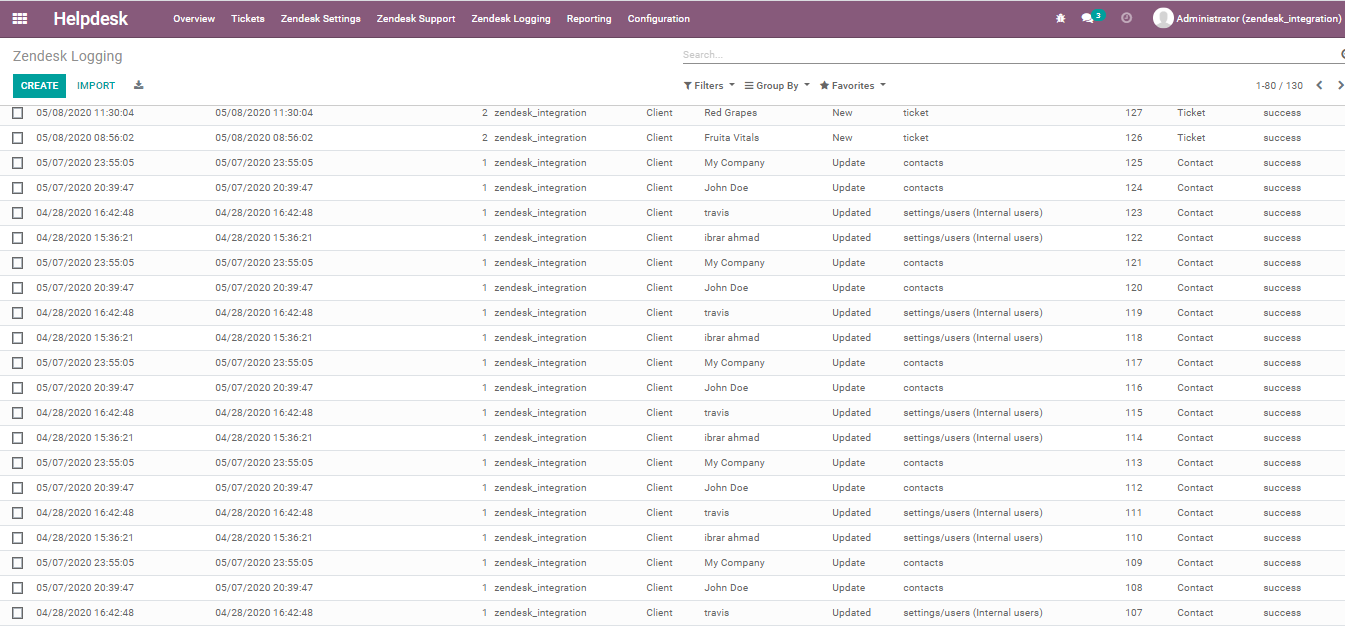 Helpdesk Overview Tickets Zendesk Settings Zendesk Support Zendesk Logging Reporting Configuration 3 Administrator (zendesk_integration)
Zendesk Logging Search...
CREATE IMPORT Filters Group By Favorites 1-80 / 130
05/08/2020 11:30:04 05/08/2020 11:30:04 2 zendesk_integration Client Red Grapes New ticket 127 Ticket success
05/08/2020 08:56:02 05/08/2020 08:56:02 2 zendesk_integration Client Fruita Vitals New ticket 126 Ticket success
05/07/2020 23:55:05 05/07/2020 23:55:05 1 zendesk_integration Client My Company Update contacts 125 Contact success
05/07/2020 20:39:47 05/07/2020 20:39:47 1 zendesk_integration Client John Doe Update contacts 124 Contact success
04/28/2020 16:42:48 04/28/2020 16:42:48 1 zendesk_integration Client travis Updated settings/users (Internal users) 123 Contact success
04/28/2020 15:36:21 04/28/2020 15:36:21 1 zendesk_integration Client ibrar ahmad Updated settings/users (Internal users) 122 Contact success
05/07/2020 23:55:05 05/07/2020 23:55:05 1 zendesk_integration Client My Company Update contacts 121 Contact success
05/07/2020 20:39:47 05/07/2020 20:39:47 1 zendesk_integration Client John Doe Update contacts 120 Contact success
04/28/2020 16:42:48 04/28/2020 16:42:48 1 zendesk_integration Client travis Updated settings/users (Internal users) 119 Contact success
04/28/2020 15:36:21 04/28/2020 15:36:21 1 zendesk_integration Client ibrar ahmad Updated settings/users (Internal users) 118 Contact success
05/07/2020 23:55:05 05/07/2020 23:55:05 1 zendesk_integration Client My Company Update contacts 117 Contact success
05/07/2020 20:39:47 05/07/2020 20:39:47 1 zendesk_integration Client John Doe Update contacts 116 Contact success
04/28/2020 16:42:48 04/28/2020 16:42:48 1 zendesk_integration Client travis Updated settings/users (Internal users) 115 Contact success
04/28/2020 15:36:21 04/28/2020 15:36:21 1 zendesk_integration Client ibrar ahmad Updated settings/users (Internal users) 114 Contact success
05/07/2020 23:55:05 05/07/2020 23:55:05 1 zendesk_integration Client My Company Update contacts 113 Contact success
05/07/2020 20:39:47 05/07/2020 20:39:47 1 zendesk_integration Client John Doe Update contacts 112 Contact success
04/28/2020 16:42:48 04/28/2020 16:42:48 1 zendesk_integration Client travis Updated settings/users (Internal users) 111 Contact success
04/28/2020 15:36:21 04/28/2020 15:36:21 1 zendesk_integration Client ibrar ahmad Updated settings/users (Internal users) 110 Contact success
05/07/2020 23:55:05 05/07/2020 23:55:05 1 zendesk_integration Client My Company Update contacts 109 Contact success
05/07/2020 20:39:47 05/07/2020 20:39:47 1 zendesk_integration Client John Doe Update contacts 108 Contact success
04/28/2020 16:42:48 04/28/2020 16:42:48 1 zendesk_integration Client travis Updated settings/users (Internal users) 107 Contact success